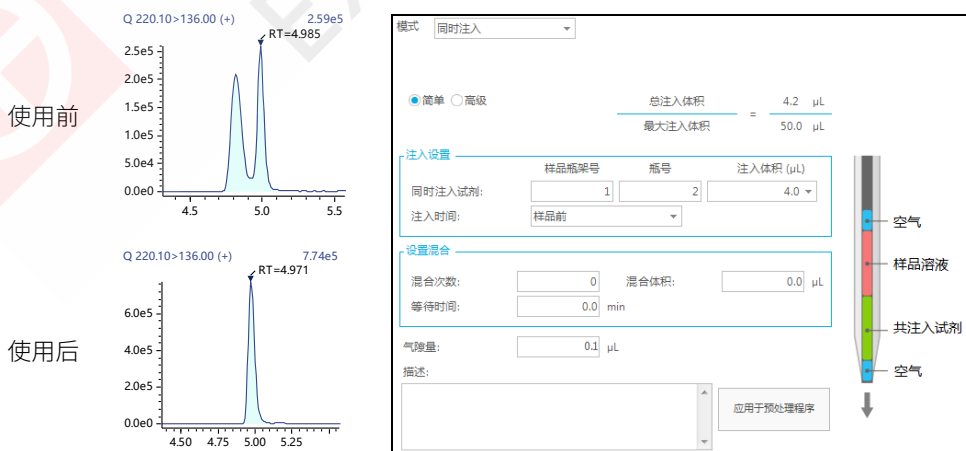 Q 220.10>136.00 (+) 2.59e5
RT=4.985
2.5e5
2.0e5
1.5e5
1.0e5
5.0e4
0.0e0
4.5 5.0 5.5
使用前
Q 220.10>136.00 (+) 7.74e5
RT=4.971
6.0e5
4.0e5
2.0e5
0.0e0
4.50 4.75 5.00 5.25
使用后
模式 同时注入
简单 高级
总注入体积 4.2 μL
=
最大注入体积 50.0 μL
注入设置
样品瓶架号 瓶号 注入体积 (μL)
同时注入试剂: 1 2 4.0
注入时间: 样品前
设置混合
混合次数: 0 混合体积: 0.0 μL
等待时间: 0.0 min
气隙量: 0.1 μL
描述:
应用于预处理程序
空气
样品溶液
共注入试剂
空气